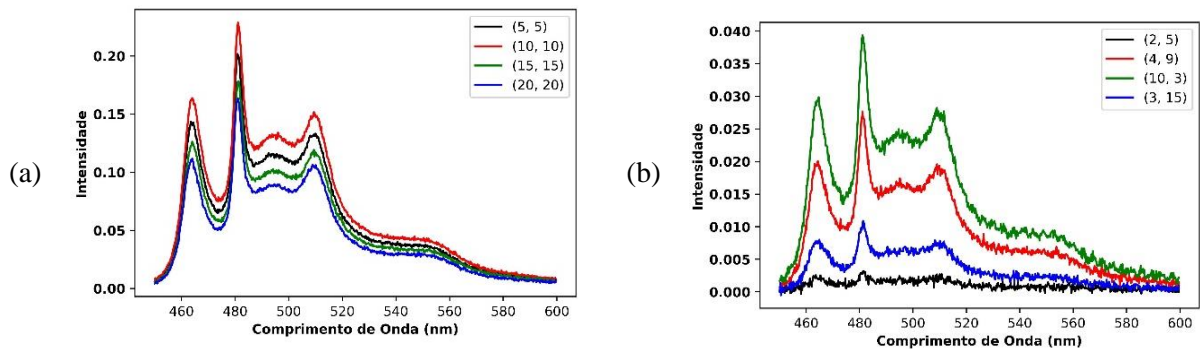 (a)
Intensidade
0.20
0.15
0.10
0.05
0.00
460 480 500 520 540 560 580 600
Comprimento de Onda (nm)
(5, 5)
(10, 10)
(15, 15)
(20, 20)
(b)
Intensidade
0.040
0.035
0.030
0.025
0.020
0.015
0.010
0.005
0.000
460 480 500 520 540 560 580 600
Comprimento de Onda (nm)
(2, 5)
(4, 9)
(10, 3)
(3, 15)